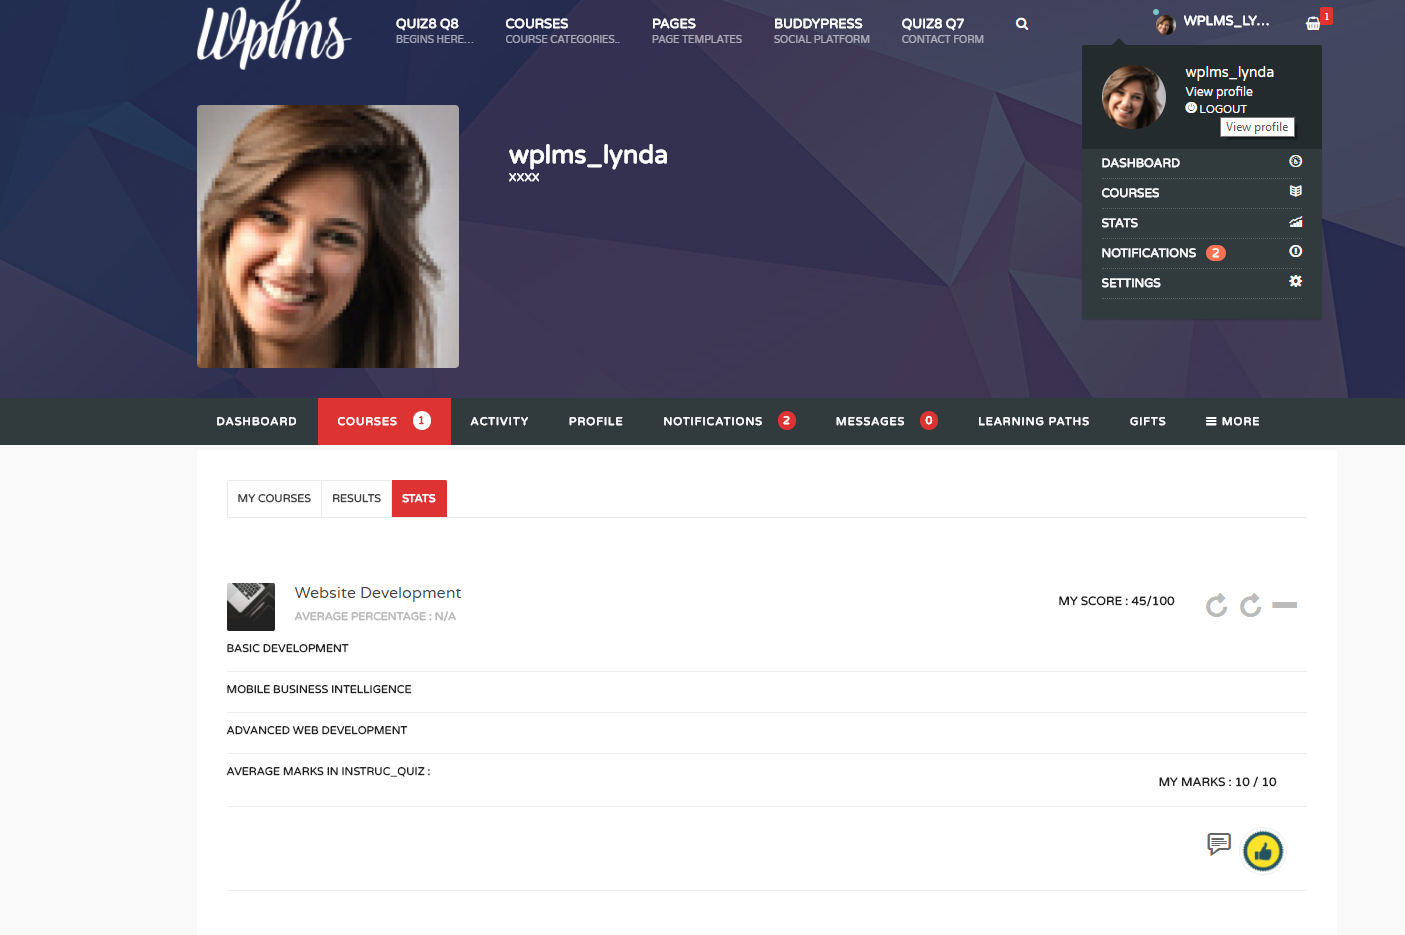 Wplms
QUIZ8 Q8
BEGINS HERE...
COURSES
COURSE CATEGORIES..
PAGES
PAGE TEMPLATES
BUDDYPRESS
SOCIAL PLATFORM
QUIZ8 Q7
CONTACT FORM
WPLMS_LY...
1
wplms_lynda
View profile
LOGOUT
View profile
DASHBOARD
COURSES
STATS
NOTIFICATIONS 2
SETTINGS
wplms_lynda
xxxx
DASHBOARD COURSES 1 ACTIVITY PROFILE NOTIFICATIONS 2 MESSAGES 0 LEARNING PATHS GIFTS MORE
MY COURSES RESULTS STATS
Website Development
AVERAGE PERCENTAGE : N/A
MY SCORE : 45/100
BASIC DEVELOPMENT
MOBILE BUSINESS INTELLIGENCE
ADVANCED WEB DEVELOPMENT
AVERAGE MARKS IN INSTRUC_QUIZ :
MY MARKS : 10 / 10